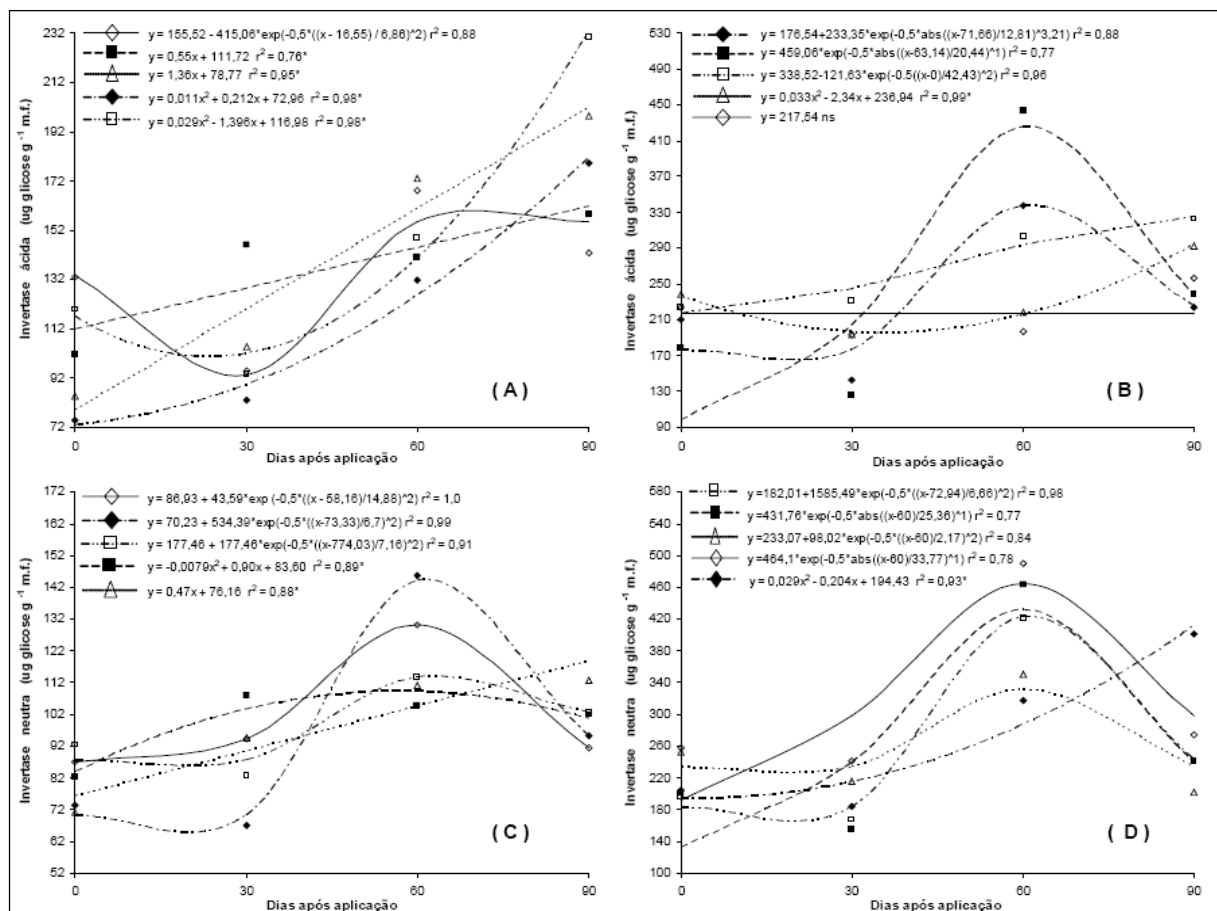 y = 155,52 - 415,06*exp(-0,5*((x - 16,55) / 6,86)^2) r² = 0,88
y = 0,55x + 111,72 r² = 0,76*
y = 1,36x + 78,77 r² = 0,95*
y = 0,011x² + 0,212x + 72,96 r² = 0,98*
y = 0,029x² - 1,396x + 116,98 r² = 0,98*
232
212
192
172
152
132
112
92
72
Invertase ácida (ug glicose g⁻¹ m.f.)
( A )
0 30 60 90
Dias após aplicação
y = 176,54+233,35*exp(-0,5*abs((x-71,66)/12,81)^3,21) r² = 0,88
y = 459,06*exp(-0,5*abs((x-63,14)/20,44)^1) r² = 0,77
y = 338,52-121,63*exp(-0.5((x-0)/42,43)^2) r² = 0,96
y = 0,033x² - 2,34x + 236,94 r² = 0,99*
y = 217,54 ns
530
490
450
410
370
330
290
250
210
170
130
90
Invertase ácida (ug glicose g⁻¹ m.f.)
( B )
0 30 60 90
Dias após aplicação
y = 86,93 + 43,59*exp (-0,5*((x - 58,16)/14,88)^2) r² = 1,0
y = 70,23 + 534,39*exp(-0,5*((x-73,33)/6,7)^2) r² = 0,99
y = 177,46 + 177,46*exp(-0,5*((x-774,03)/7,16)^2) r² = 0,91
y = -0,0079x² + 0,90x + 83,60 r² = 0,89*
y = 0,47x + 76,16 r² = 0,88*
172
162
152
142
132
122
112
102
92
82
72
62
52
Invertase neutra (ug glicose g⁻¹ m.f.)
( C )
0 30 60 90
Dias após aplicação
y=182,01+1585,49*exp(-0,5*((x-72,94)/6,66)^2) r² = 0,98
y=431,76*exp(-0,5*abs((x-60)/25,36)^1) r² = 0,77
y=233,07+98,02*exp(-0,5*((x-60)/2,17)^2) r² = 0,84
y=464,1*exp(-0,5*abs((x-60)/33,77)^1) r² = 0,78
y = 0,029x² - 0,204x + 194,43 r² = 0,93*
580
540
500
460
420
380
340
300
260
220
180
140
100
Invertase neutra (ug glicose g⁻¹ m.f.)
( D )
0 30 60 90
Dias após aplicação